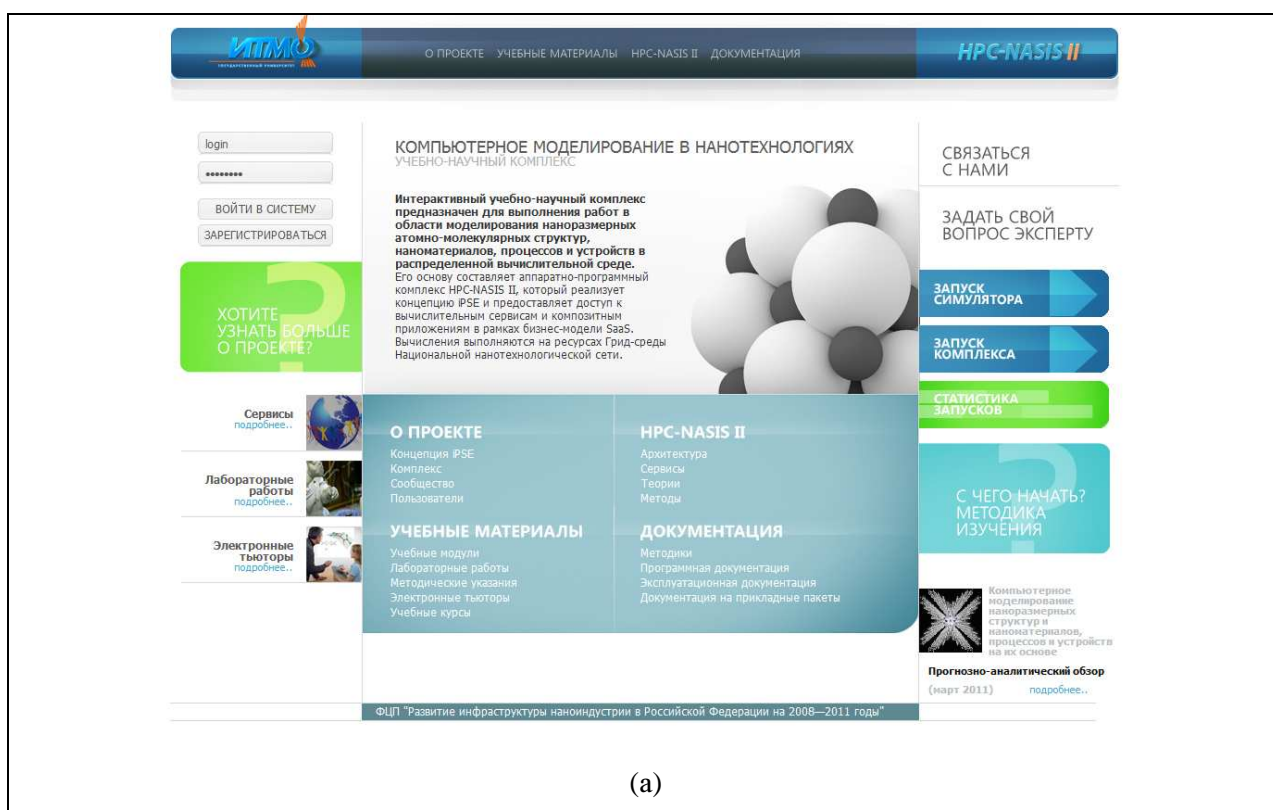 ИТМО
ГОСУДАРСТВЕННЫЙ УНИВЕРСИТЕТ
О ПРОЕКТЕ УЧЕБНЫЕ МАТЕРИАЛЫ HPC-NASIS II ДОКУМЕНТАЦИЯ
HPC-NASIS II
login
ВОЙТИ В СИСТЕМУ
ЗАРЕГИСТРИРОВАТЬСЯ
ХОТИТЕ
УЗНАТЬ БОЛЬШЕ
О ПРОЕКТЕ?
Сервисы
подробнее..
Лабораторные
работы
подробнее..
Электронные
тьюторы
подробнее..
КОМПЬЮТЕРНОЕ МОДЕЛИРОВАНИЕ В НАНОТЕХНОЛОГИЯХ
УЧЕБНО-НАУЧНЫЙ КОМПЛЕКС
Интерактивный учебно-научный комплекс
предназначен для выполнения работ в
области моделирования наноразмерных
атомно-молекулярных структур,
наноматериалов, процессов и устройств в
распределенной вычислительной среде.
Его основу составляет аппаратно-программный
комплекс HPC-NASIS II, который реализует
концепцию iPSE и предоставляет доступ к
вычислительным сервисам и композитным
приложениям в рамках бизнес-модели SaaS.
Вычисления выполняются на ресурсах Грид-среды
Национальной нанотехнологической сети.
О ПРОЕКТЕ
Концепция iPSE
Комплекс
Сообщество
Пользователи
HPC-NASIS II
Архитектура
Сервисы
Теории
Методы
УЧЕБНЫЕ МАТЕРИАЛЫ
Учебные модули
Лабораторные работы
Методические указания
Электронные тьюторы
Учебные курсы
ДОКУМЕНТАЦИЯ
Методики
Программная документация
Эксплуатационная документация
Документация на прикладные пакеты
СВЯЗАТЬСЯ
С НАМИ
ЗАДАТЬ СВОЙ
ВОПРОС ЭКСПЕРТУ
ЗАПУСК
СИМУЛЯТОРА
ЗАПУСК
КОМПЛЕКСА
СТАТИСТИКА
ЗАПУСКОВ
С ЧЕГО НАЧАТЬ?
МЕТОДИКА
ИЗУЧЕНИЯ
Компьютерное
моделирование
наноразмерных
структур и
наноматериалов,
процессов и устройств
на их основе
Прогнозно-аналитический обзор
(март 2011) подробнее..
ФЦП "Развитие инфраструктуры наноиндустрии в Российской Федерации на 2008—2011 годы"
(а)